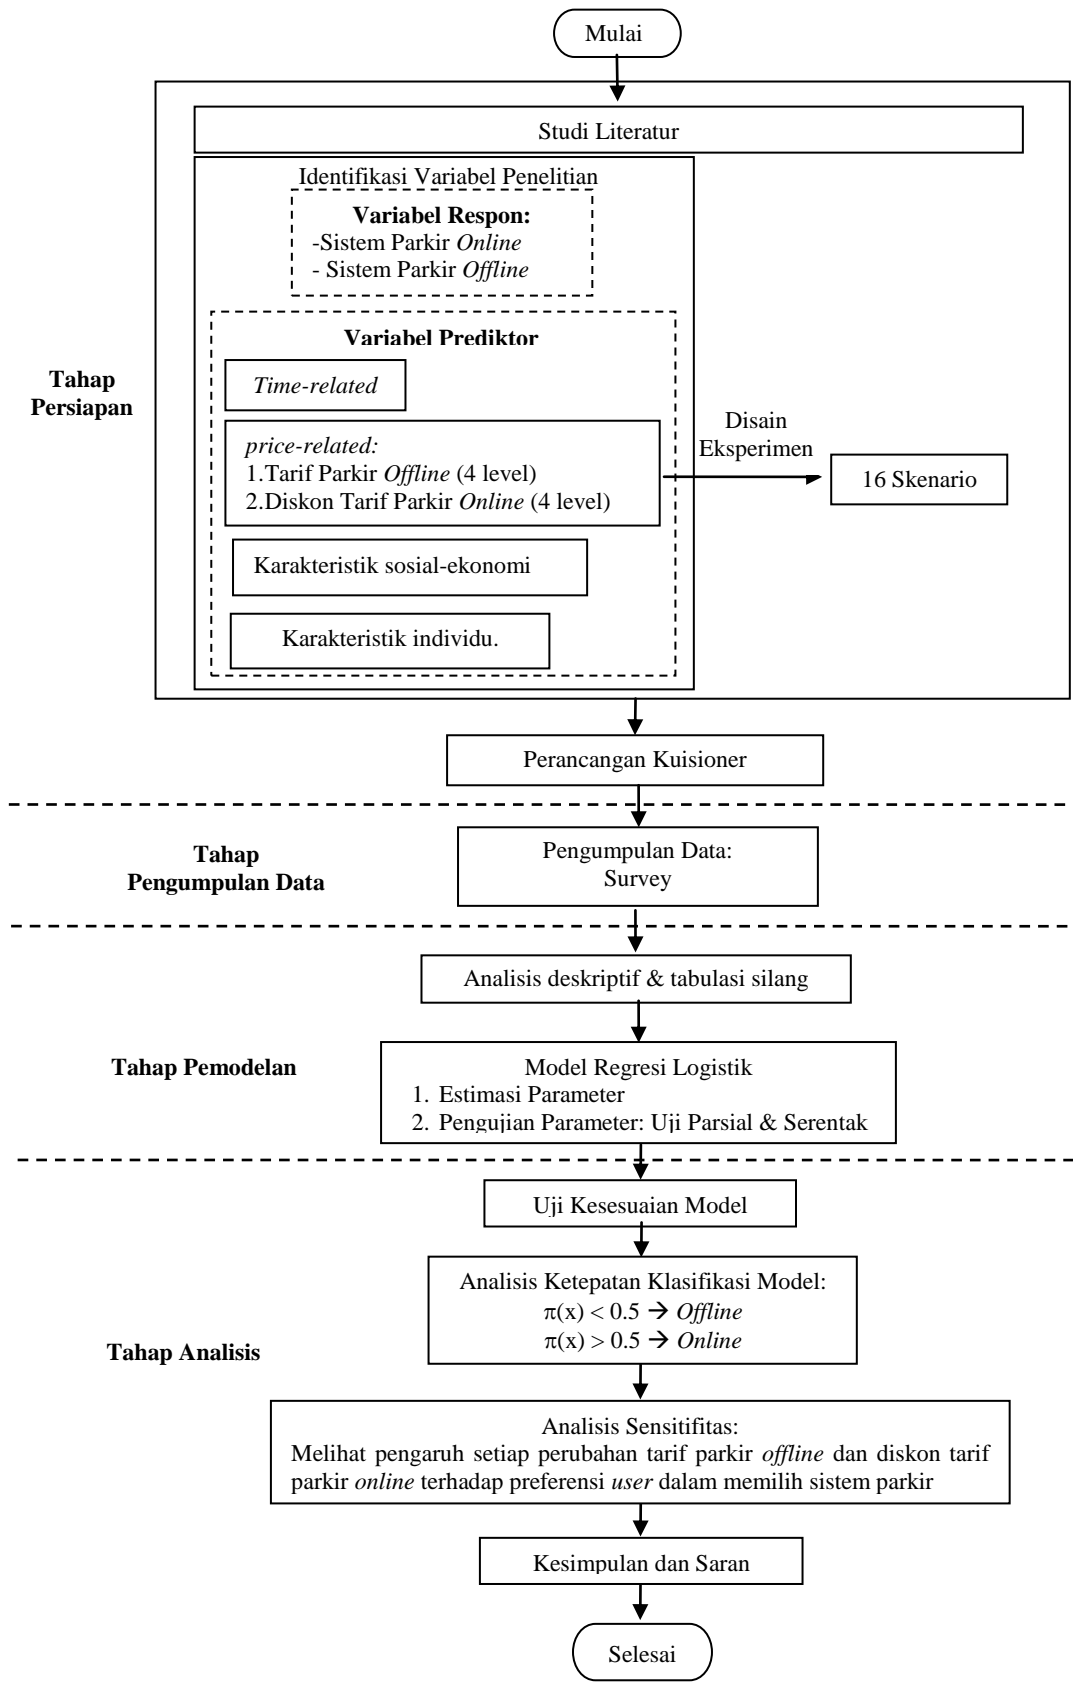 Mulai
Studi Literatur
Identifikasi Variabel Penelitian
Variabel Respon:
-Sistem Parkir Online
- Sistem Parkir Offline
Variabel Prediktor
Time-related
Tahap
Persiapan
price-related:
1.Tarif Parkir Offline (4 level)
2.Diskon Tarif Parkir Online (4 level)
Disain
Eksperimen
16 Skenario
Karakteristik sosial-ekonomi
Karakteristik individu.
Perancangan Kuisioner
Tahap
Pengumpulan Data
Pengumpulan Data:
Survey
Analisis deskriptif & tabulasi silang
Tahap Pemodelan
Model Regresi Logistik
1. Estimasi Parameter
2. Pengujian Parameter: Uji Parsial & Serentak
Uji Kesesuaian Model
Analisis Ketepatan Klasifikasi Model:
π(x) < 0.5 → Offline
π(x) > 0.5 → Online
Tahap Analisis
Analisis Sensitifitas:
Melihat pengaruh setiap perubahan tarif parkir offline dan diskon tarif
parkir online terhadap preferensi user dalam memilih sistem parkir
Kesimpulan dan Saran
Selesai